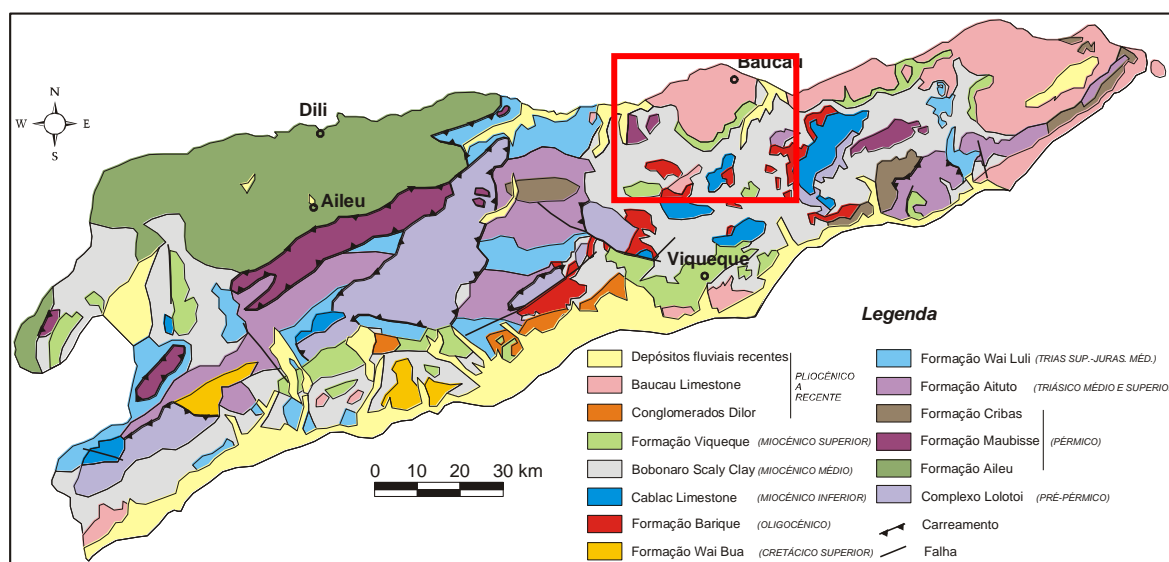 Baucau
Dili
N
W E
S
Aileu
Viqueque
Legenda
Depósitos fluviais recentes
Baucau Limestone
Conglomerados Dilor
PLIOCÉNICO
A
RECENTE
Formação Viqueque (MIOCÉNICO SUPERIOR)
Bobonaro Scaly Clay (MIOCÉNICO MÉDIO)
Cablac Limestone (MIOCÉNICO INFERIOR)
Formação Barique (OLIGOCÉNICO)
Formação Wai Bua (CRETÁCICO SUPERIOR)
Formação Wai Luli (TRIAS SUP.-JURAS. MÉD.)
Formação Aituto (TRIÁSICO MÉDIO E SUPERIOR
Formação Cribas
Formação Maubisse (PÉRMICO)
Formação Aileu
Complexo Lolotoi (PRÉ-PÉRMICO)
Carreamento
Falha
0 10 20 30 km